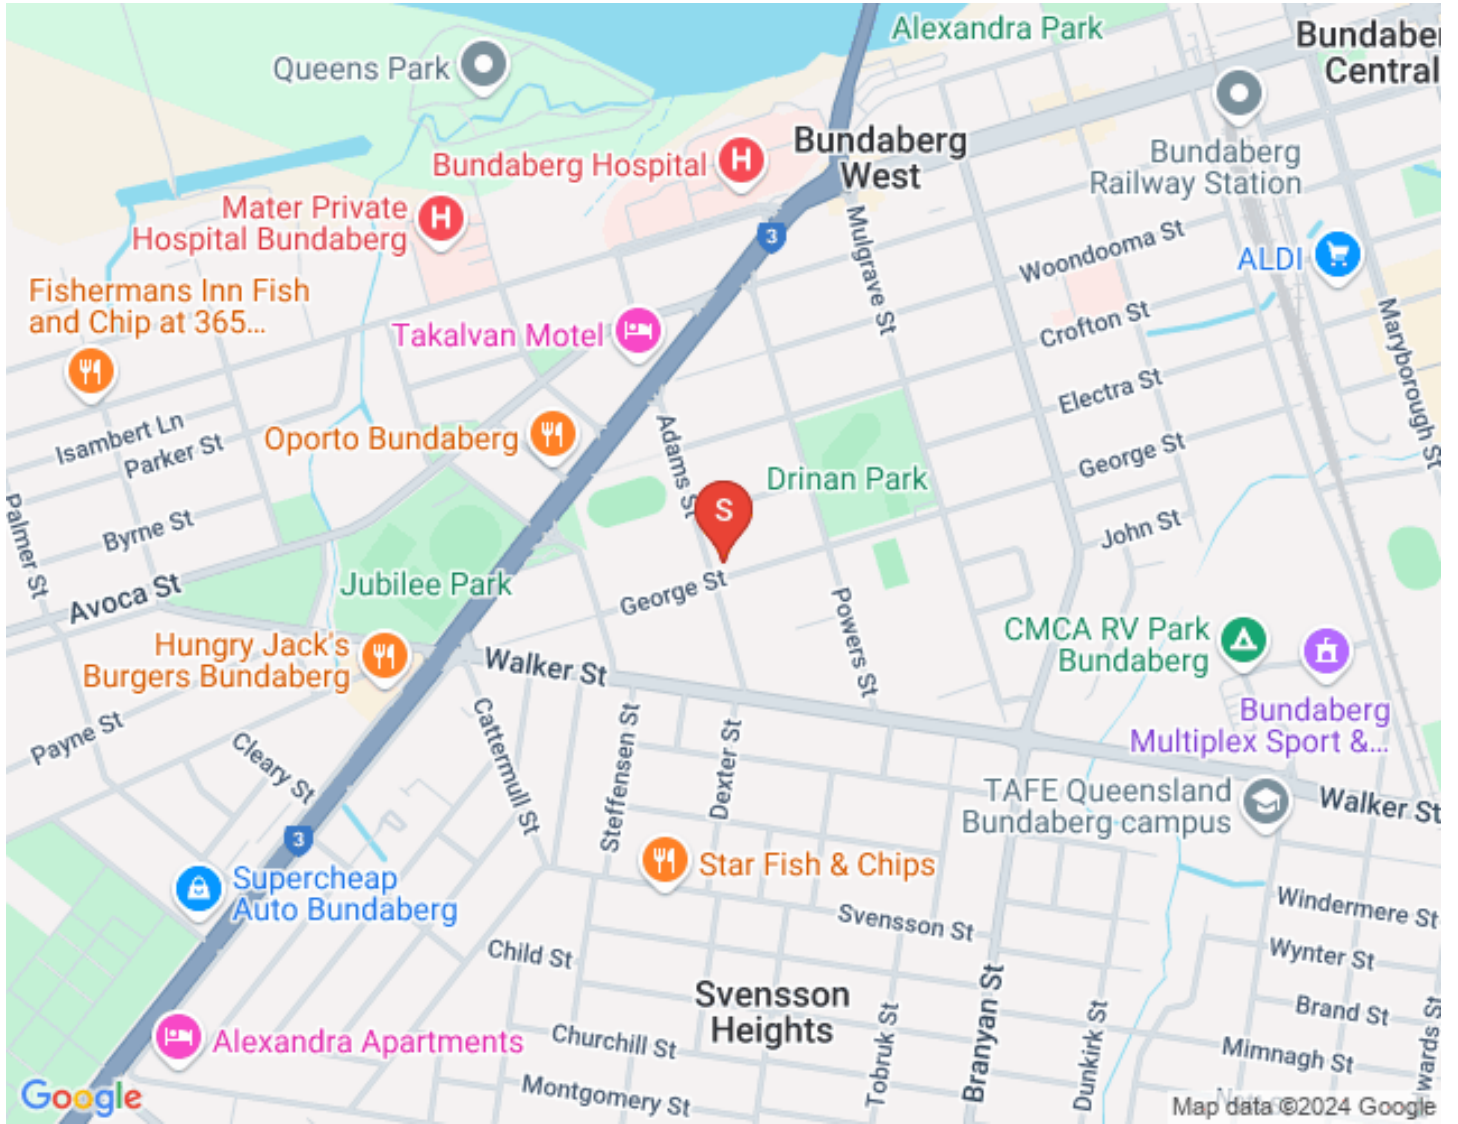 Alexandra Park
Bundaber
Central
Queens Park
Bundaberg
West
Bundaberg Hospital
Bundaberg
Railway Station
Mater Private
Hospital Bundaberg
3
Mulgrave St
Woondooma St
ALDI
Fishermans Inn Fish
and Chip at 365...
Takalvan Motel
Crofton St
Maryborough St
Electra St
Isambert Ln
Parker St
Oporto Bundaberg
Adams St
George St
Drinan Park
S
Palmer St
Byrne St
John St
Avoca St
Jubilee Park
George St
Powers St
CMCA RV Park
Bundaberg
Hungry Jack's
Burgers Bundaberg
Walker St
Bundaberg
Multiplex Sport &...
Payne St
Cleary St
Cattermull St
Steffensen St
Dexter St
TAFE Queensland
Bundaberg campus
Walker St
3
Star Fish & Chips
Supercheap
Auto Bundaberg
Svensson St
Windermere St
Child St
Wynter St
Svensson
Heights
Branyan St
Tobruk St
Dunkirk St
Brand St
Alexandra Apartments
Churchill St
Mimnagh St
wards St
Montgomery St
Google
Map data ©2024 Google